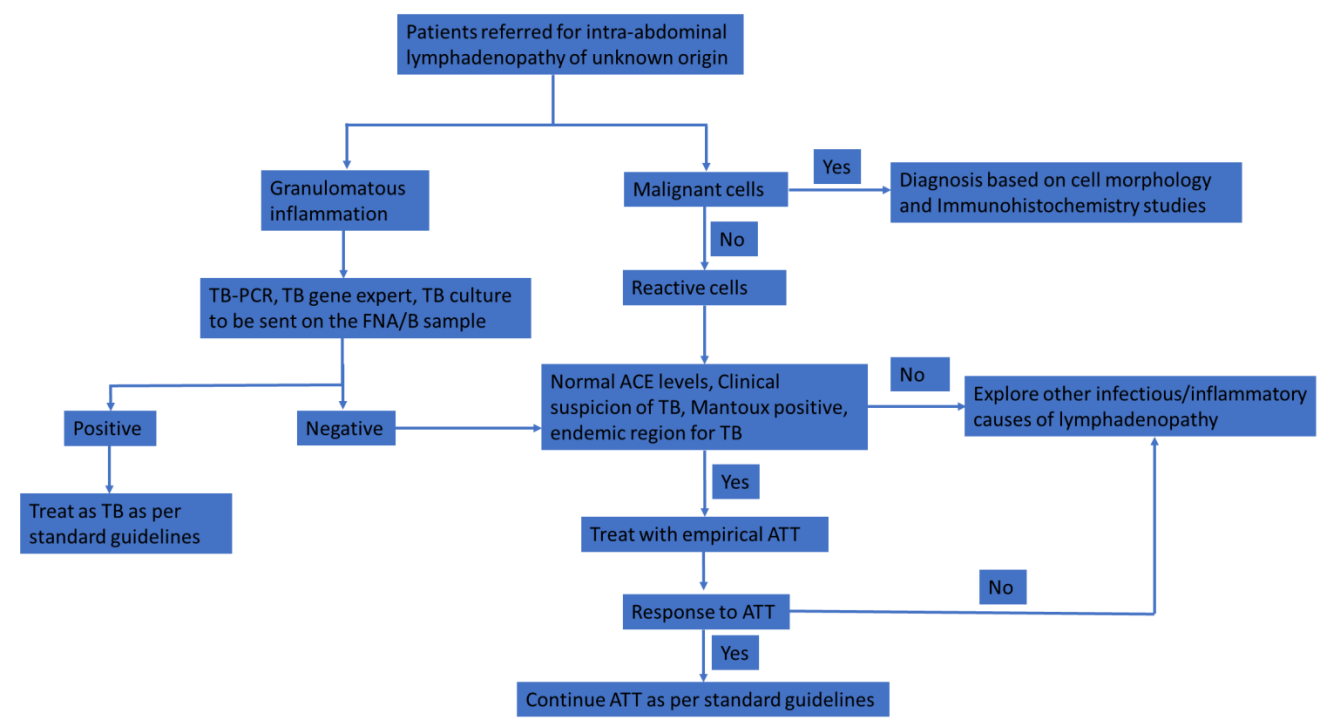 Patients referred for intra-abdominal
lymphadenopathy of unknown origin
Granulomatous
inflammation
Malignant cells
Yes
Diagnosis based on cell morphology
and Immunohistochemistry studies
No
Reactive cells
TB-PCR, TB gene expert, TB culture
to be sent on the FNA/B sample
Positive
Negative
Normal ACE levels, Clinical
suspicion of TB, Mantoux positive,
endemic region for TB
No
Explore other infectious/inflammatory
causes of lymphadenopathy
Treat as TB as per
standard guidelines
Yes
Treat with empirical ATT
Response to ATT
No
Yes
Continue ATT as per standard guidelines